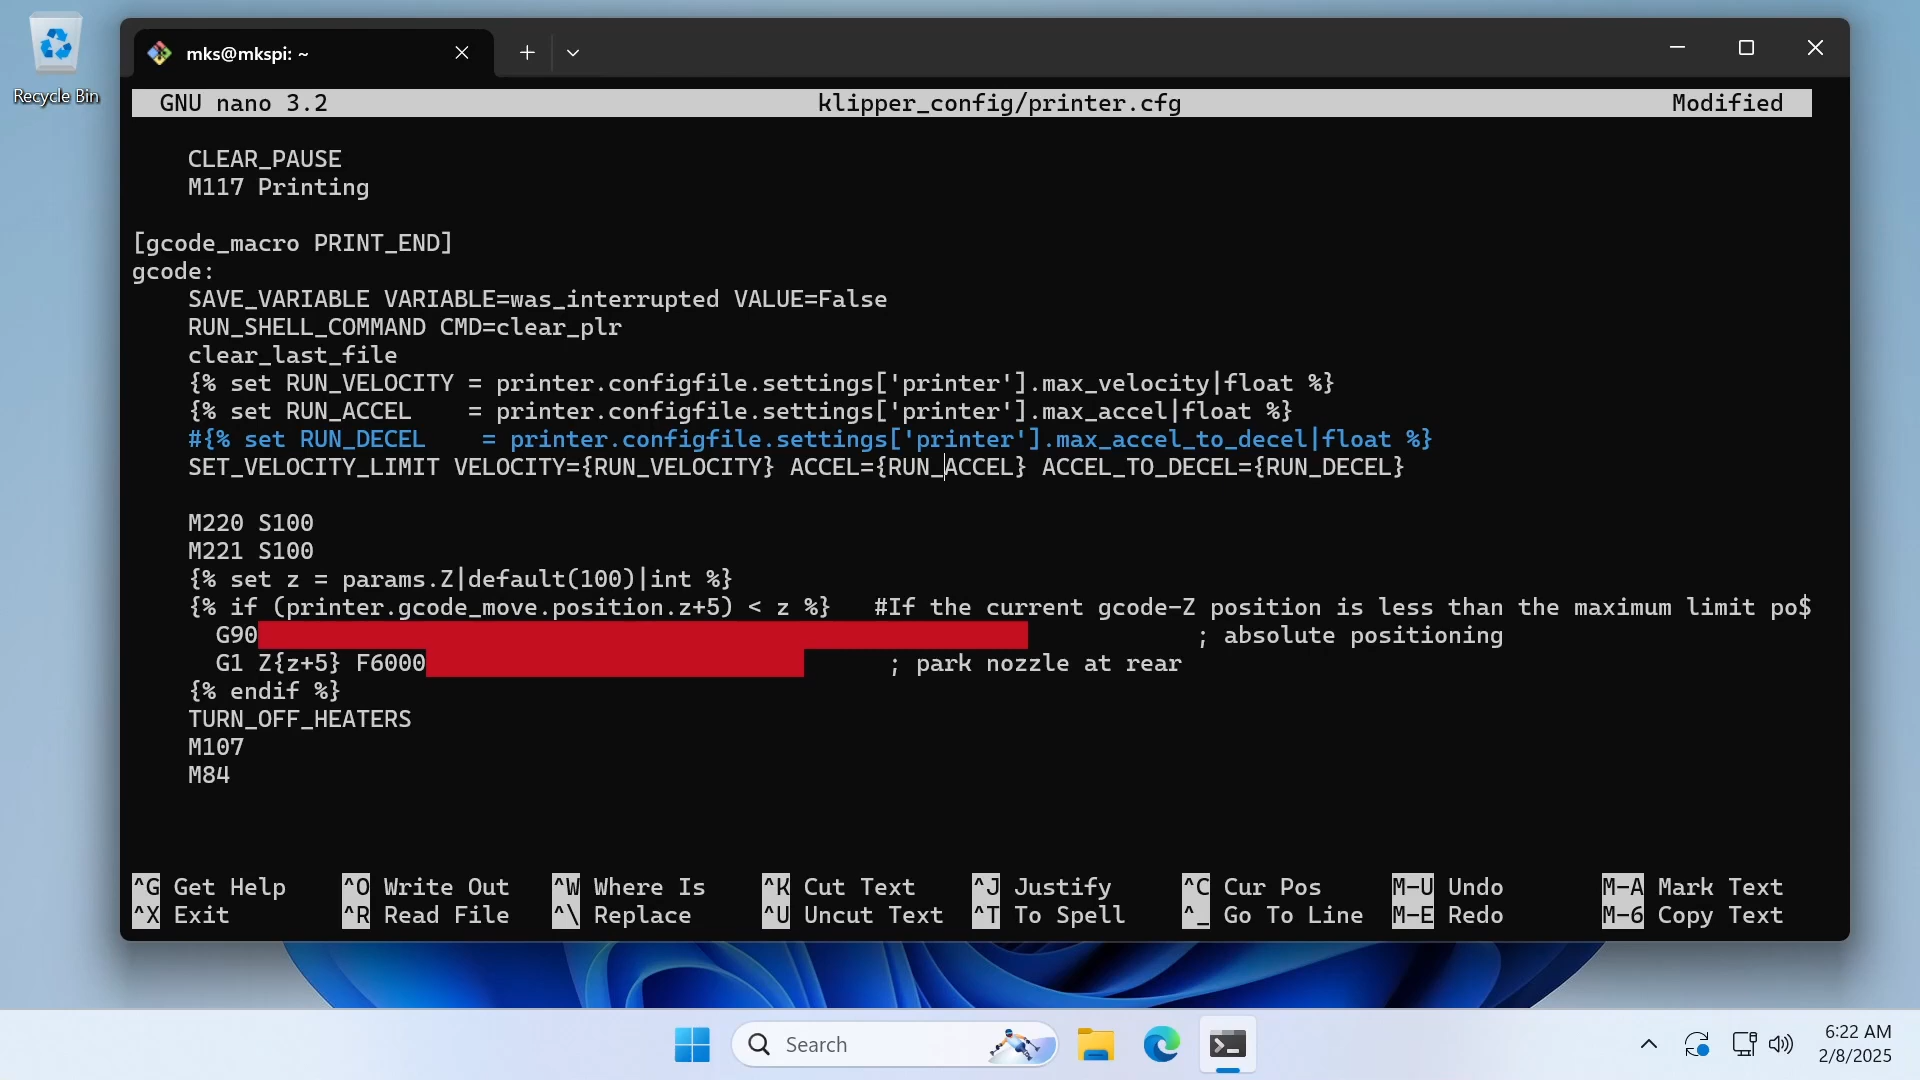 Recycle Bin
mks@mkspi: ~
GNU nano 3.2 klipper_config/printer.cfg Modified
CLEAR_PAUSE
M117 Printing
[gcode_macro PRINT_END]
gcode:
SAVE_VARIABLE VARIABLE=was_interrupted VALUE=False
RUN_SHELL_COMMAND CMD=clear_plr
clear_last_file
{% set RUN_VELOCITY = printer.configfile.settings['printer'].max_velocity|float %}
{% set RUN_ACCEL    = printer.configfile.settings['printer'].max_accel|float %}
#{% set RUN_DECEL    = printer.configfile.settings['printer'].max_accel_to_decel|float %}
SET_VELOCITY_LIMIT VELOCITY={RUN_VELOCITY} ACCEL={RUN_ACCEL} ACCEL_TO_DECEL={RUN_DECEL}
M220 S100
M221 S100
{% set z = params.Z|default(100)|int %}
{% if (printer.gcode_move.position.z+5) < z %}   #If the current gcode-Z position is less than the maximum limit po$
G90 ; absolute positioning
G1 Z{z+5} F6000 ; park nozzle at rear
{% endif %}
TURN_OFF_HEATERS
M107
M84
^G Get Help ^O Write Out ^W Where Is ^K Cut Text ^J Justify ^C Cur Pos M-U Undo M-A Mark Text
^X Exit ^R Read File ^\ Replace ^U Uncut Text ^T To Spell ^_ Go To Line M-E Redo M-6 Copy Text
Search
6:22 AM
2/8/2025